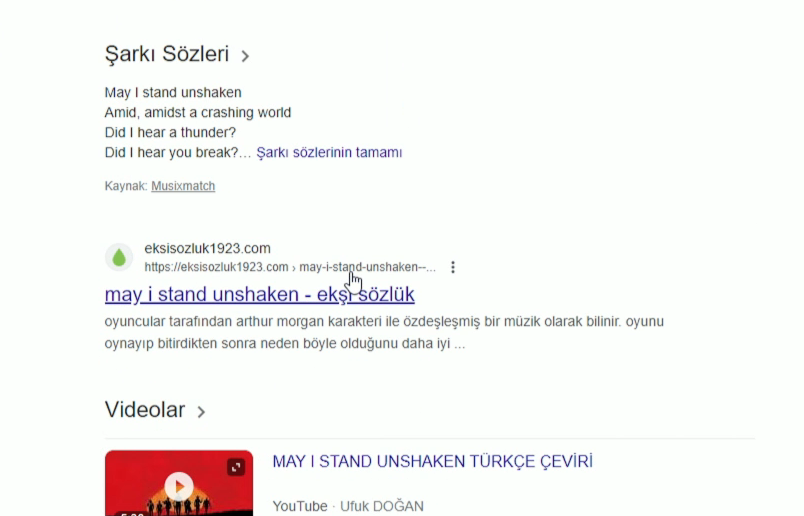 Şarkı Sözleri
May I stand unshaken
Amid, amidst a crashing world
Did I hear a thunder?
Did I hear you break?… Şarkı sözlerinin tamamı
Kaynak: Musixmatch
eksisozluk1923.com
https://eksisozluk1923.com › may-i-stand-unshaken--...
may i stand unshaken - ekşi sözlük
oyuncular tarafından arthur morgan karakteri ile özdeşleşmiş bir müzik olarak bilinir. oyunu
oynayıp bitirdikten sonra neden böyle olduğunu daha iyi ...
Videolar
MAY I STAND UNSHAKEN TÜRKÇE ÇEVİRİ
YouTube · Ufuk DOĞAN